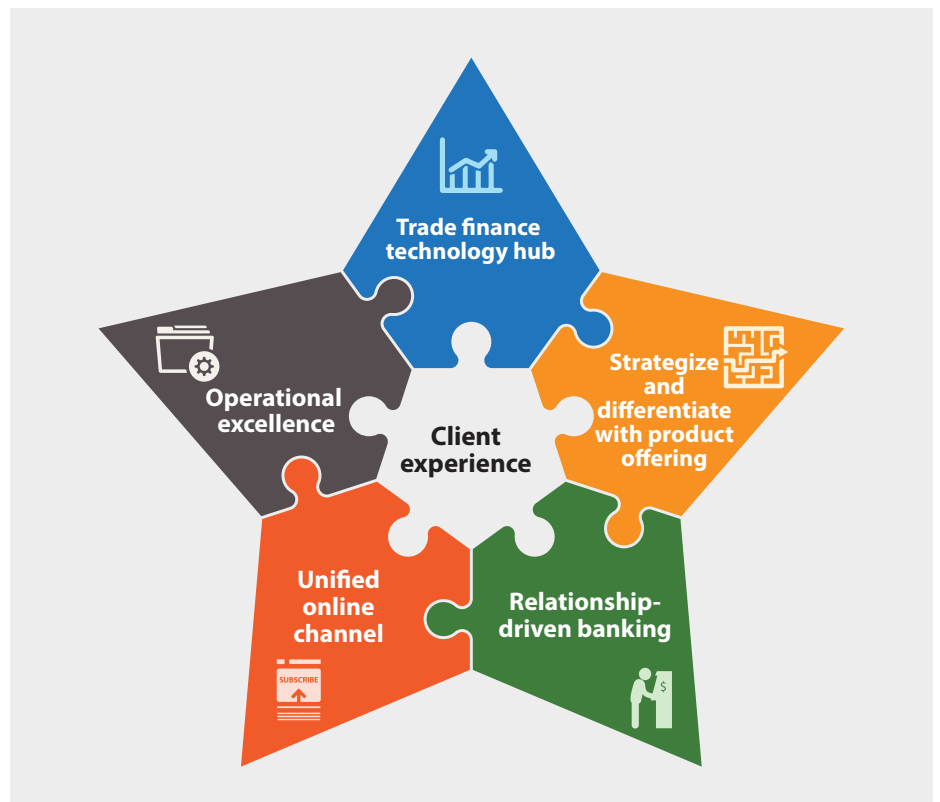 Trade finance
technology hub
Strategize
and
differentiate
with product
offering
Operational
excellence
Client
experience
Unified
online
channel
SUBSCRIBE
Relationship-
driven banking
$